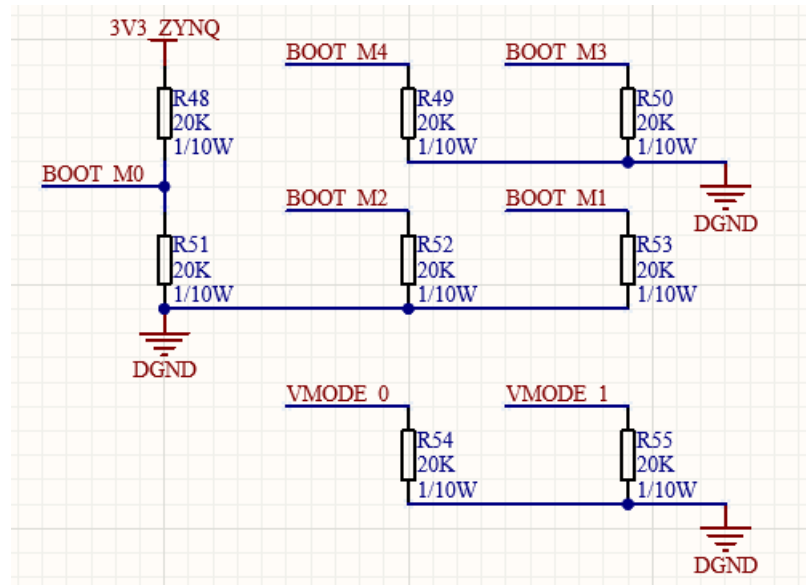 3V3_ZYNQ
R48
20K
1/10W
BOOT_M4
R49
20K
1/10W
BOOT_M3
R50
20K
1/10W
DGND
BOOT_M0
R51
20K
1/10W
DGND
BOOT_M2
R52
20K
1/10W
BOOT_M1
R53
20K
1/10W
VMODE_0
R54
20K
1/10W
VMODE_1
R55
20K
1/10W
DGND